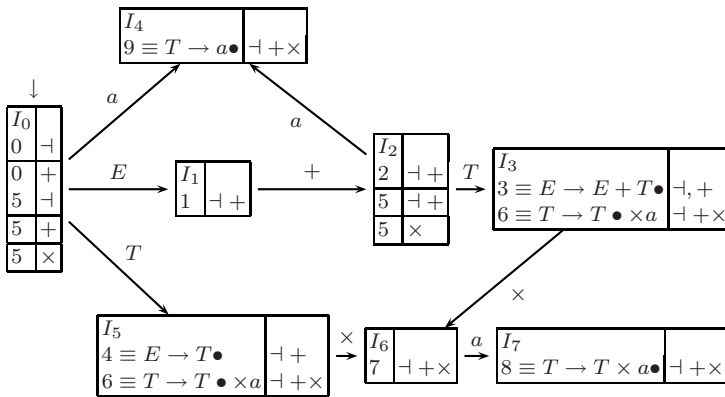 I₄
9 ≡ T → a● ⊣ + ×
↓
a
a
I₀
0 ⊣
0 +
5 ⊣
5 +
5 ×
E
I₁
1 ⊣ +
+
I₂
2 ⊣ +
5 ⊣ +
5 ×
T
I₃
3 ≡ E → E + T● ⊣, +
6 ≡ T → T ● ×a ⊣ + ×
T
×
I₅
4 ≡ E → T● ⊣ +
6 ≡ T → T ● ×a ⊣ + ×
×
I₆
7 ⊣ + ×
a
I₇
8 ≡ T → T × a● ⊣ + ×